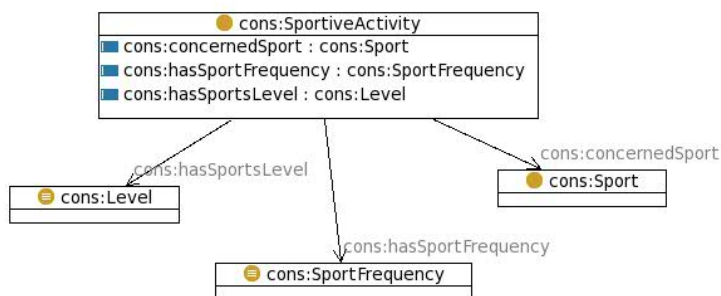 cons:SportiveActivity
cons:concernedSport : cons:Sport
cons:hasSportFrequency : cons:SportFrequency
cons:hasSportsLevel : cons:Level
cons:concernedSport
cons:hasSportsLevel
cons:Sport
cons:Level
cons:hasSportFrequency
cons:SportFrequency